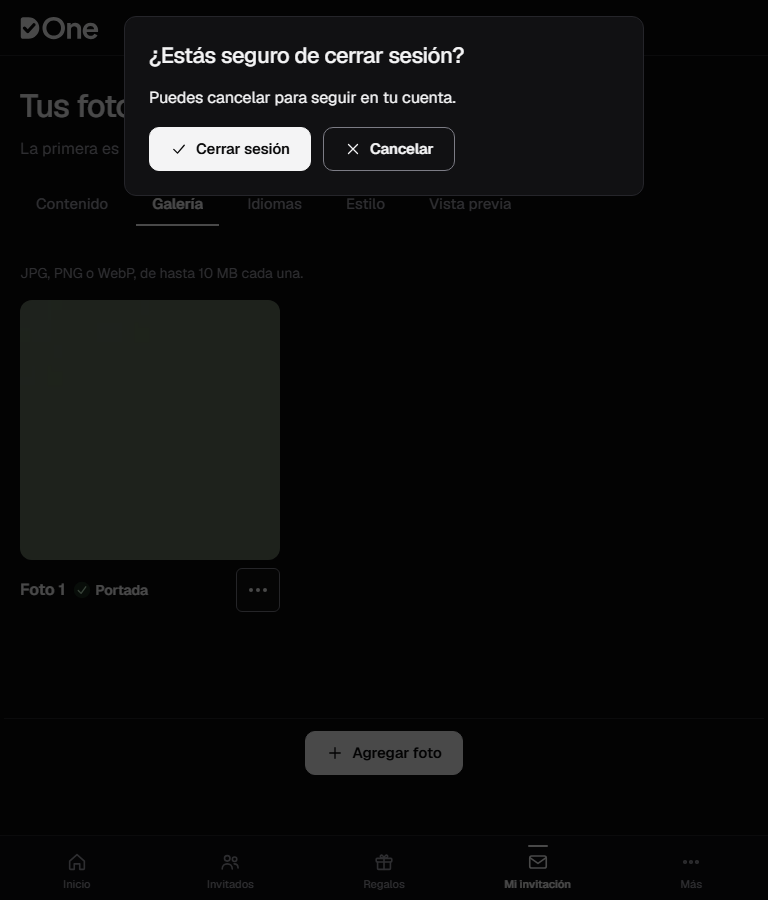 DOne
¿Estás seguro de cerrar sesión?
Puedes cancelar para seguir en tu cuenta.
Cerrar sesión
Cancelar
Tus foto
La primera es
Contenido
Galería
Idiomas
Estilo
Vista previa
JPG, PNG o WebP, de hasta 10 MB cada una.
Foto 1
Portada
Agregar foto
Inicio
Invitados
Regalos
Mi invitación
Más